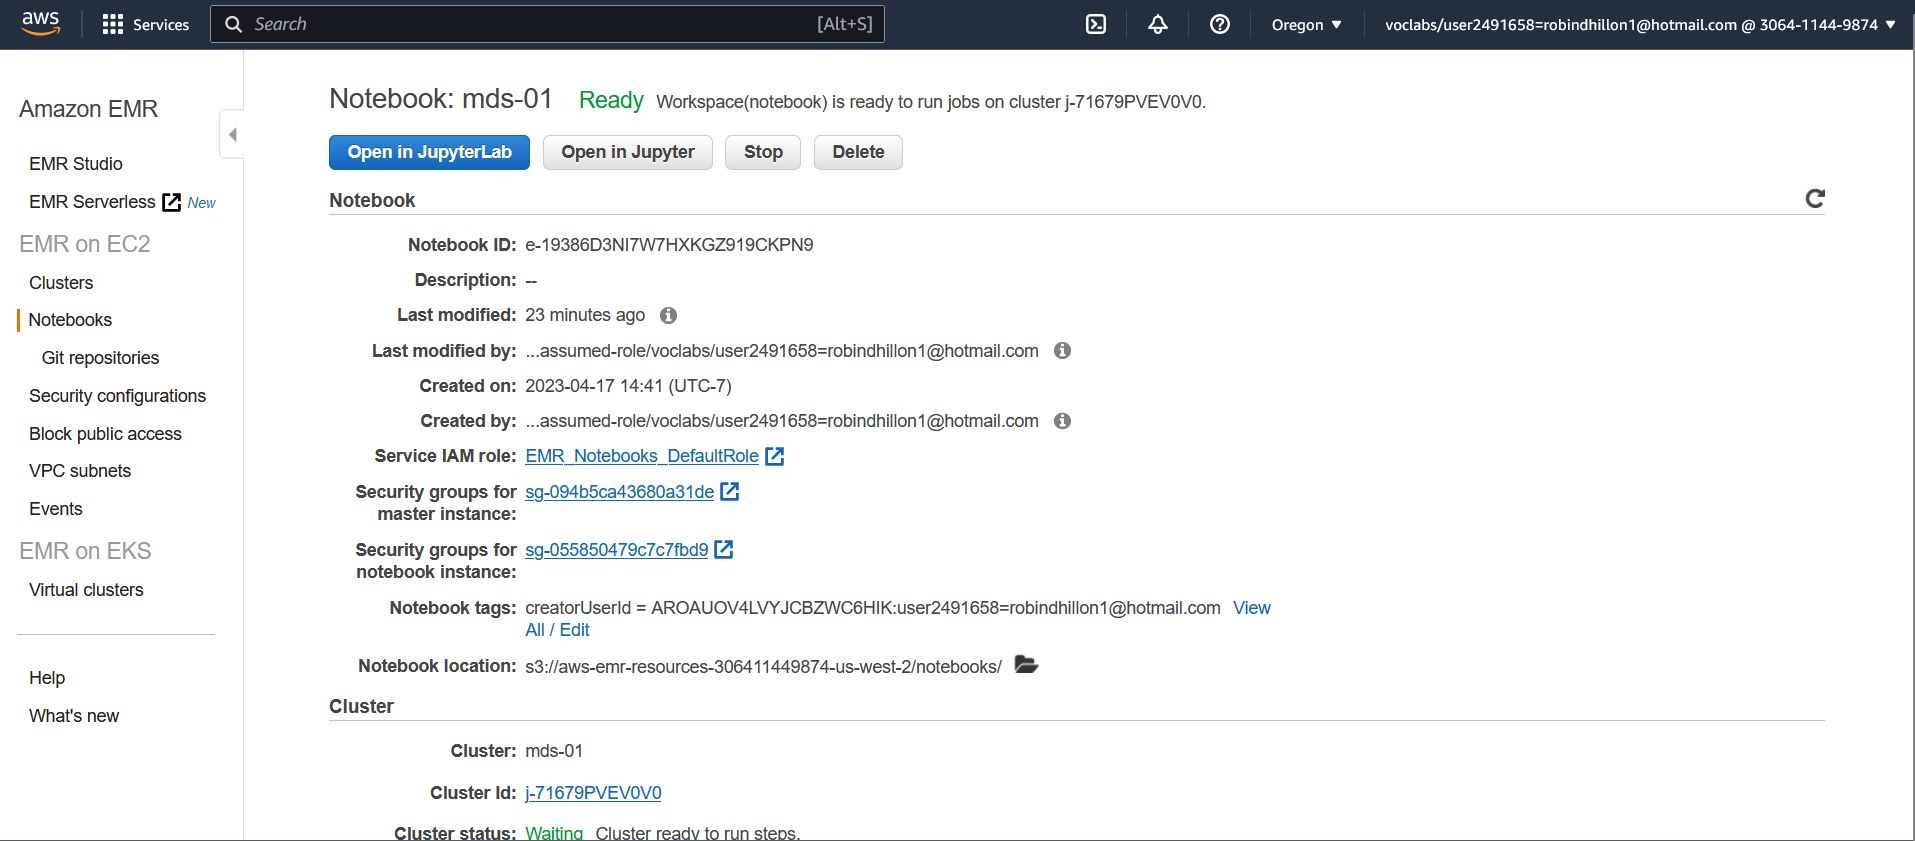 aws
Services
Search [Alt+S]
Oregon
voclabs/user2491658=robindhillon1@hotmail.com @ 3064-1144-9874
Amazon EMR
EMR Studio
EMR Serverless New
EMR on EC2
Clusters
Notebooks
Git repositories
Security configurations
Block public access
VPC subnets
Events
EMR on EKS
Virtual clusters
Help
What's new
Notebook: mds-01 Ready Workspace(notebook) is ready to run jobs on cluster j-71679PVEV0V0.
Open in JupyterLab Open in Jupyter Stop Delete
Notebook
Notebook ID: e-19386D3NI7W7HXKGZ919CKPN9
Description: --
Last modified: 23 minutes ago
Last modified by: ...assumed-role/voclabs/user2491658=robindhillon1@hotmail.com
Created on: 2023-04-17 14:41 (UTC-7)
Created by: ...assumed-role/voclabs/user2491658=robindhillon1@hotmail.com
Service IAM role: EMR_Notebooks_DefaultRole
Security groups for sg-094b5ca43680a31de
master instance:
Security groups for sg-055850479c7c7fbd9
notebook instance:
Notebook tags: creatorUserId = AROAUOV4LVYJCBZWC6HIK:user2491658=robindhillon1@hotmail.com View
All / Edit
Notebook location: s3://aws-emr-resources-306411449874-us-west-2/notebooks/
Cluster
Cluster: mds-01
Cluster Id: j-71679PVEV0V0
Cluster status: Waiting Cluster ready to run steps.